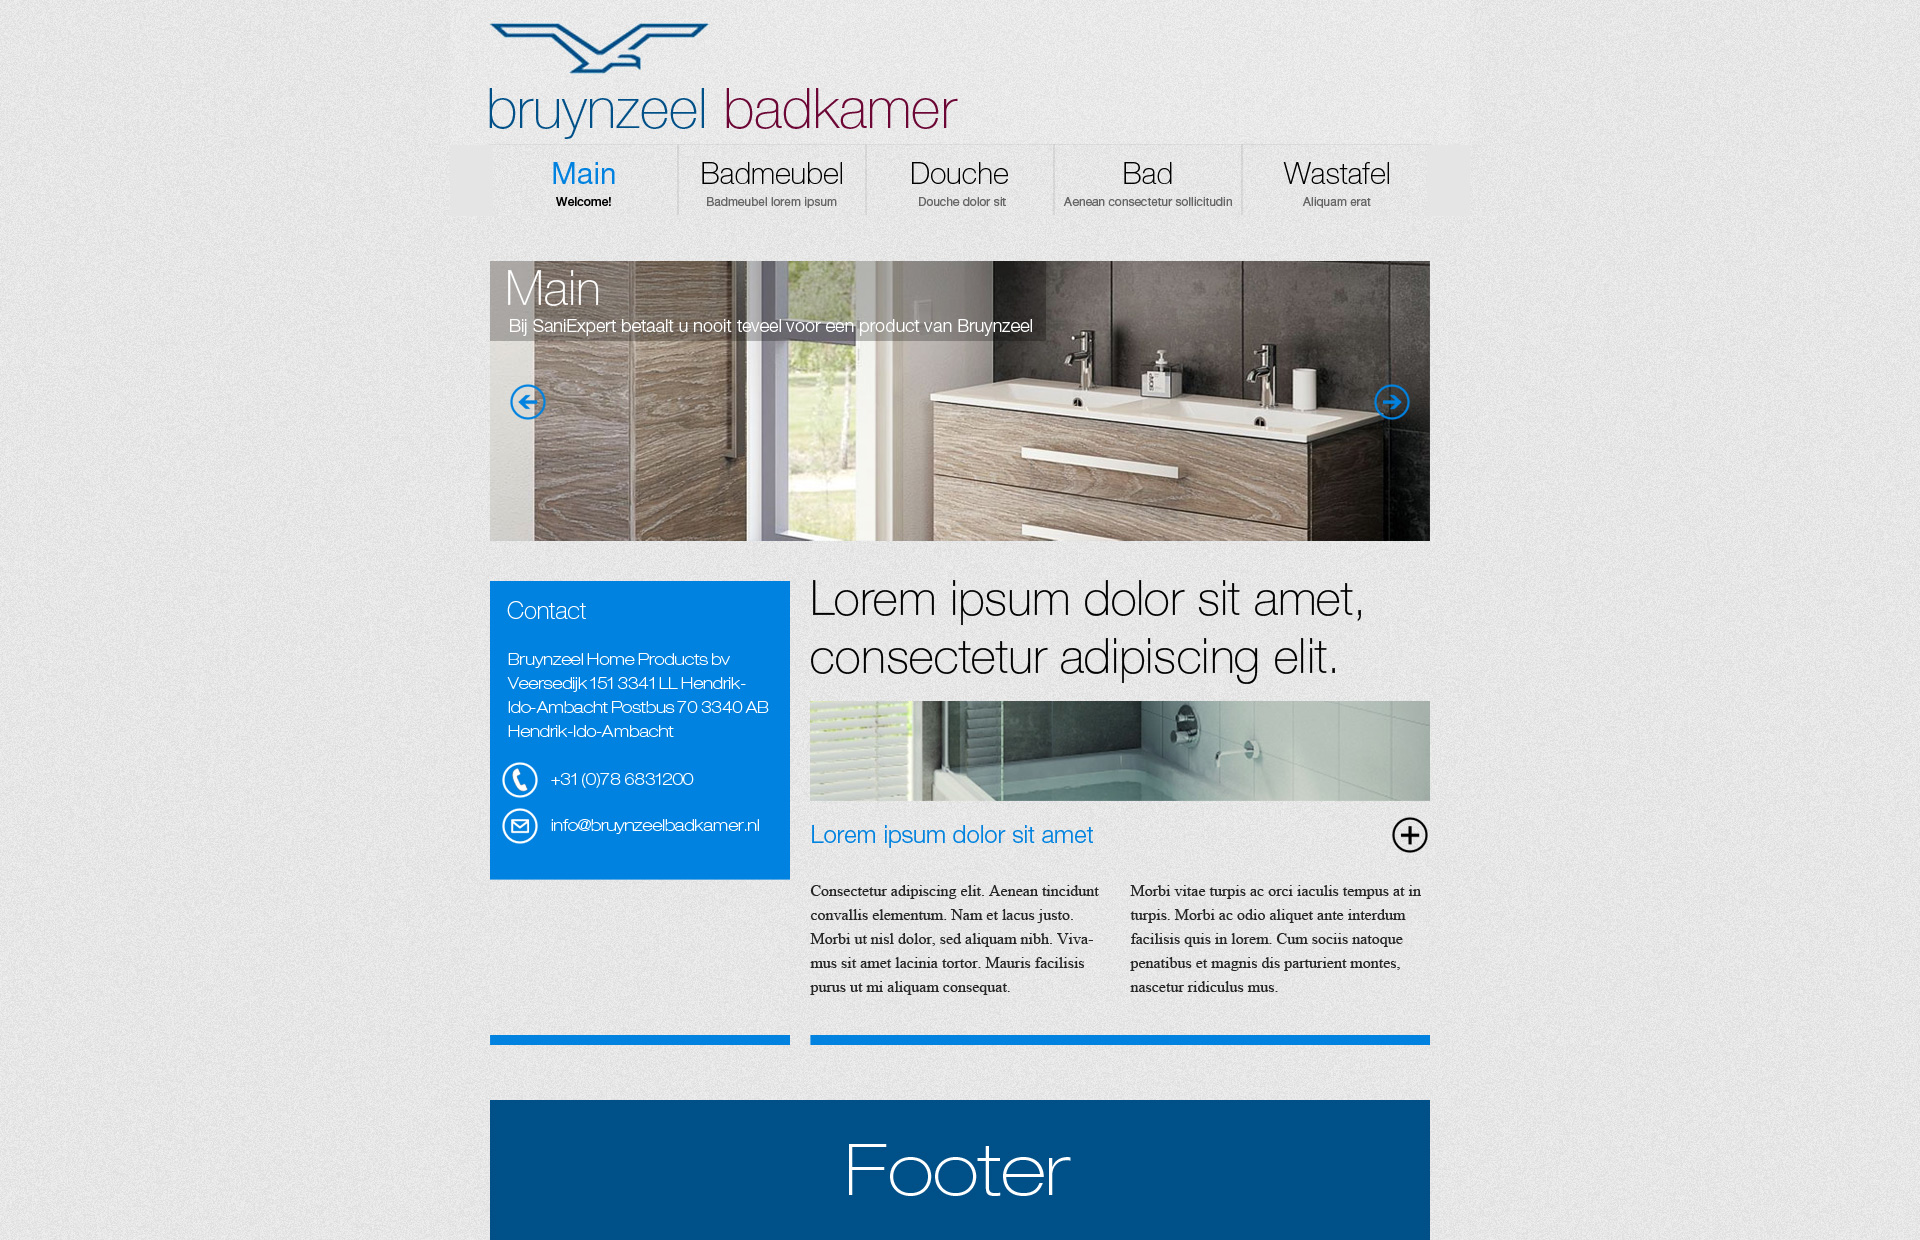 bruynzeel badkamer
Main
Welcome!
Badmeubel
Badmeubel lorem ipsum
Douche
Douche dolor sit
Bad
Aenean consectetur sollicitudin
Wastafel
Aliquam erat
Main
Bij SaniExpert betaalt u nooit teveel voor een product van Bruynzeel
Contact
Bruynzeel Home Products bv
Veersedijk 151 3341 LL Hendrik-
Ido-Ambacht Postbus 70 3340 AB
Hendrik-Ido-Ambacht
+31 (0)78 6831200
info@bruynzeelbadkamer.nl
Lorem ipsum dolor sit amet,
consectetur adipiscing elit.
Lorem ipsum dolor sit amet
Consectetur adipiscing elit. Aenean tincidunt
convallis elementum. Nam et lacus justo.
Morbi ut nisl dolor, sed aliquam nibh. Viva-
mus sit amet lacinia tortor. Mauris facilisis
purus ut mi aliquam consequat.
Morbi vitae turpis ac orci iaculis tempus at in
turpis. Morbi ac odio aliquet ante interdum
facilisis quis in lorem. Cum sociis natoque
penatibus et magnis dis parturient montes,
nascetur ridiculus mus.
Footer